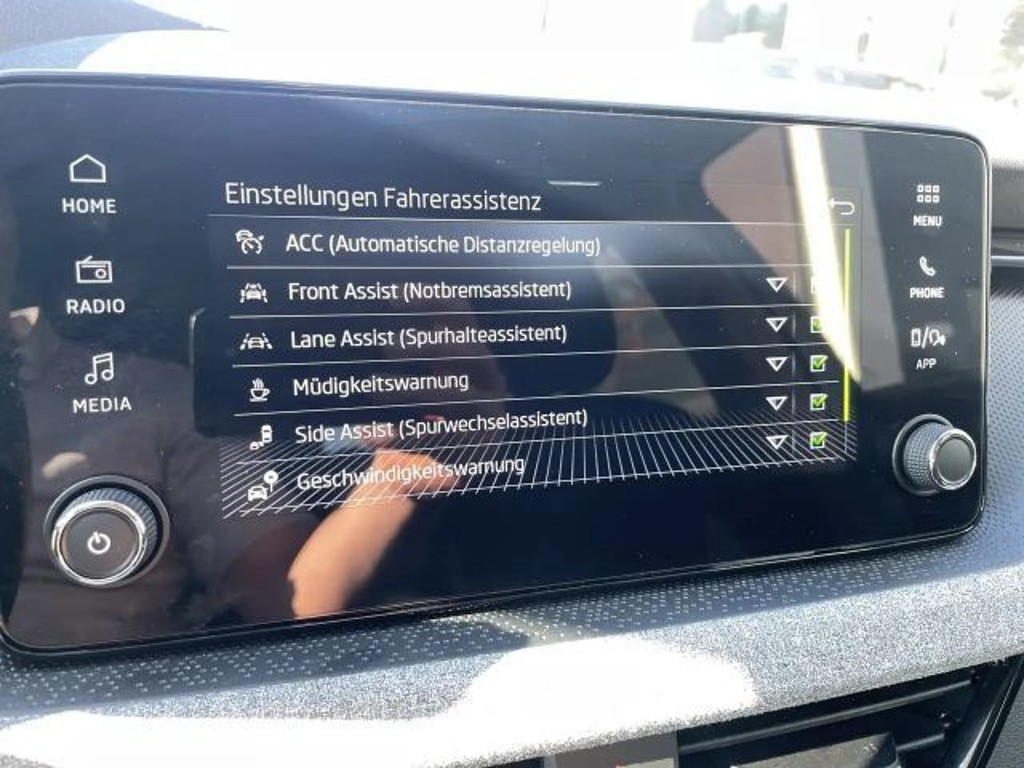 HOME
RADIO
MEDIA
Einstellungen Fahrerassistenz
ACC (Automatische Distanzregelung)
Front Assist (Notbremsassistent)
Lane Assist (Spurhalteassistent)
Müdigkeitswarnung
Side Assist (Spurwechselassistent)
Geschwindigkeitswarnung
MENU
PHONE
APP